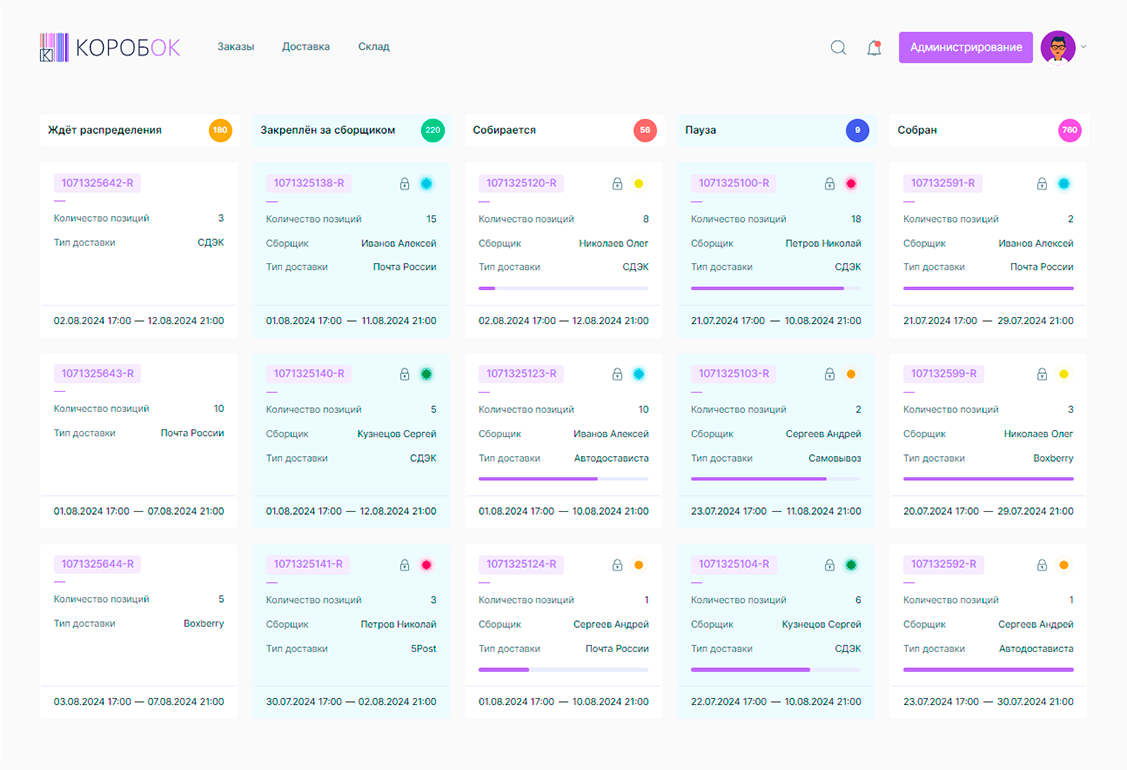 КОРОБОК
Заказы
Доставка
Склад
Администрирование
Ждёт распределения 180
1071325642-R
Количество позиций 3
Тип доставки СДЭК
02.08.2024 17:00 — 12.08.2024 21:00
1071325643-R
Количество позиций 10
Тип доставки Почта России
01.08.2024 17:00 — 07.08.2024 21:00
1071325644-R
Количество позиций 5
Тип доставки Boxberry
03.08.2024 17:00 — 07.08.2024 21:00
Закреплён за сборщиком 220
1071325138-R
Количество позиций 15
Сборщик Иванов Алексей
Тип доставки Почта России
01.08.2024 17:00 — 11.08.2024 21:00
1071325140-R
Количество позиций 5
Сборщик Кузнецов Сергей
Тип доставки СДЭК
01.08.2024 17:00 — 12.08.2024 21:00
1071325141-R
Количество позиций 3
Сборщик Петров Николай
Тип доставки 5Post
30.07.2024 17:00 — 02.08.2024 21:00
Собирается 56
1071325120-R
Количество позиций 8
Сборщик Николаев Олег
Тип доставки СДЭК
02.08.2024 17:00 — 12.08.2024 21:00
1071325123-R
Количество позиций 10
Сборщик Иванов Алексей
Тип доставки Автодостависта
01.08.2024 17:00 — 10.08.2024 21:00
1071325124-R
Количество позиций 1
Сборщик Сергеев Андрей
Тип доставки Почта России
01.08.2024 17:00 — 10.08.2024 21:00
Пауза 9
1071325100-R
Количество позиций 18
Сборщик Петров Николай
Тип доставки СДЭК
21.07.2024 17:00 — 10.08.2024 21:00
1071325103-R
Количество позиций 2
Сборщик Сергеев Андрей
Тип доставки Самовывоз
23.07.2024 17:00 — 11.08.2024 21:00
1071325104-R
Количество позиций 6
Сборщик Кузнецов Сергей
Тип доставки СДЭК
22.07.2024 17:00 — 10.08.2024 21:00
Собран 760
107132591-R
Количество позиций 2
Сборщик Иванов Алексей
Тип доставки Почта России
21.07.2024 17:00 — 29.07.2024 21:00
107132599-R
Количество позиций 3
Сборщик Николаев Олег
Тип доставки Boxberry
20.07.2024 17:00 — 29.07.2024 21:00
107132592-R
Количество позиций 1
Сборщик Сергеев Андрей
Тип доставки Автодостависта
23.07.2024 17:00 — 30.07.2024 21:00